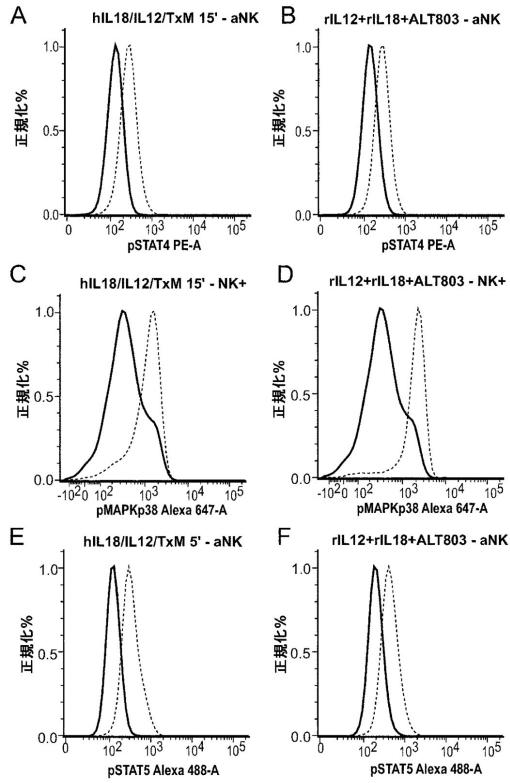 A
hIL18/IL12/TxM 15' - aNK
正規化%
1.0
0.5
0.0
0 10² 10³ 10⁴ 10⁵
pSTAT4 PE-A
B
rIL12+rIL18+ALT803 - aNK
正規化%
1.0
0.5
0.0
0 10² 10³ 10⁴ 10⁵
pSTAT4 PE-A
C
hIL18/IL12/TxM 15' - NK+
正規化%
1.0
0.5
0.0
-10² 0 10² 10³ 10⁴ 10⁵
pMAPKp38 Alexa 647-A
D
rIL12+rIL18+ALT803 - NK+
正規化%
1.0
0.5
0.0
-10² 0 10² 10³ 10⁴ 10⁵
pMAPKp38 Alexa 647-A
E
hIL18/IL12/TxM 5' - aNK
正規化%
1.0
0.5
0.0
0 10² 10³ 10⁴ 10⁵
pSTAT5 Alexa 488-A
F
rIL12+rIL18+ALT803 - aNK
正規化%
1.0
0.5
0.0
0 10² 10³ 10⁴ 10⁵
pSTAT5 Alexa 488-A